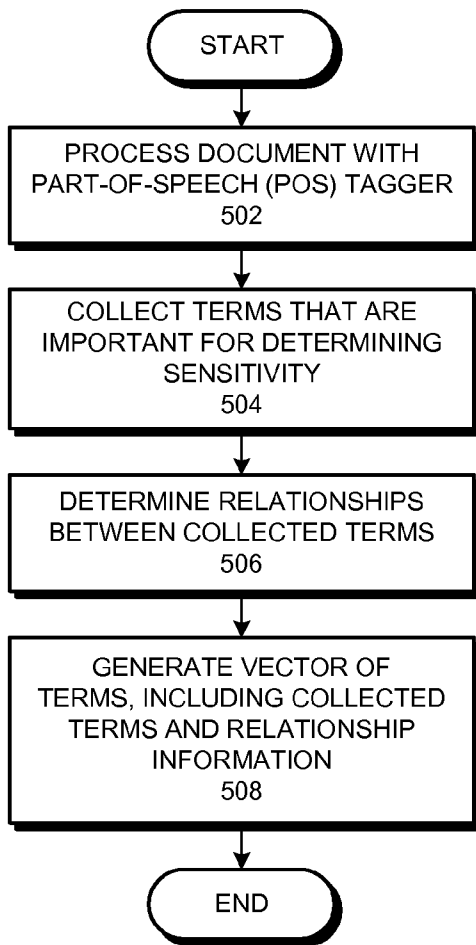 START
PROCESS DOCUMENT WITH
PART-OF-SPEECH (POS) TAGGER
502
COLLECT TERMS THAT ARE
IMPORTANT FOR DETERMINING
SENSITIVITY
504
DETERMINE RELATIONSHIPS
BETWEEN COLLECTED TERMS
506
GENERATE VECTOR OF
TERMS, INCLUDING COLLECTED
TERMS AND RELATIONSHIP
INFORMATION
508
END